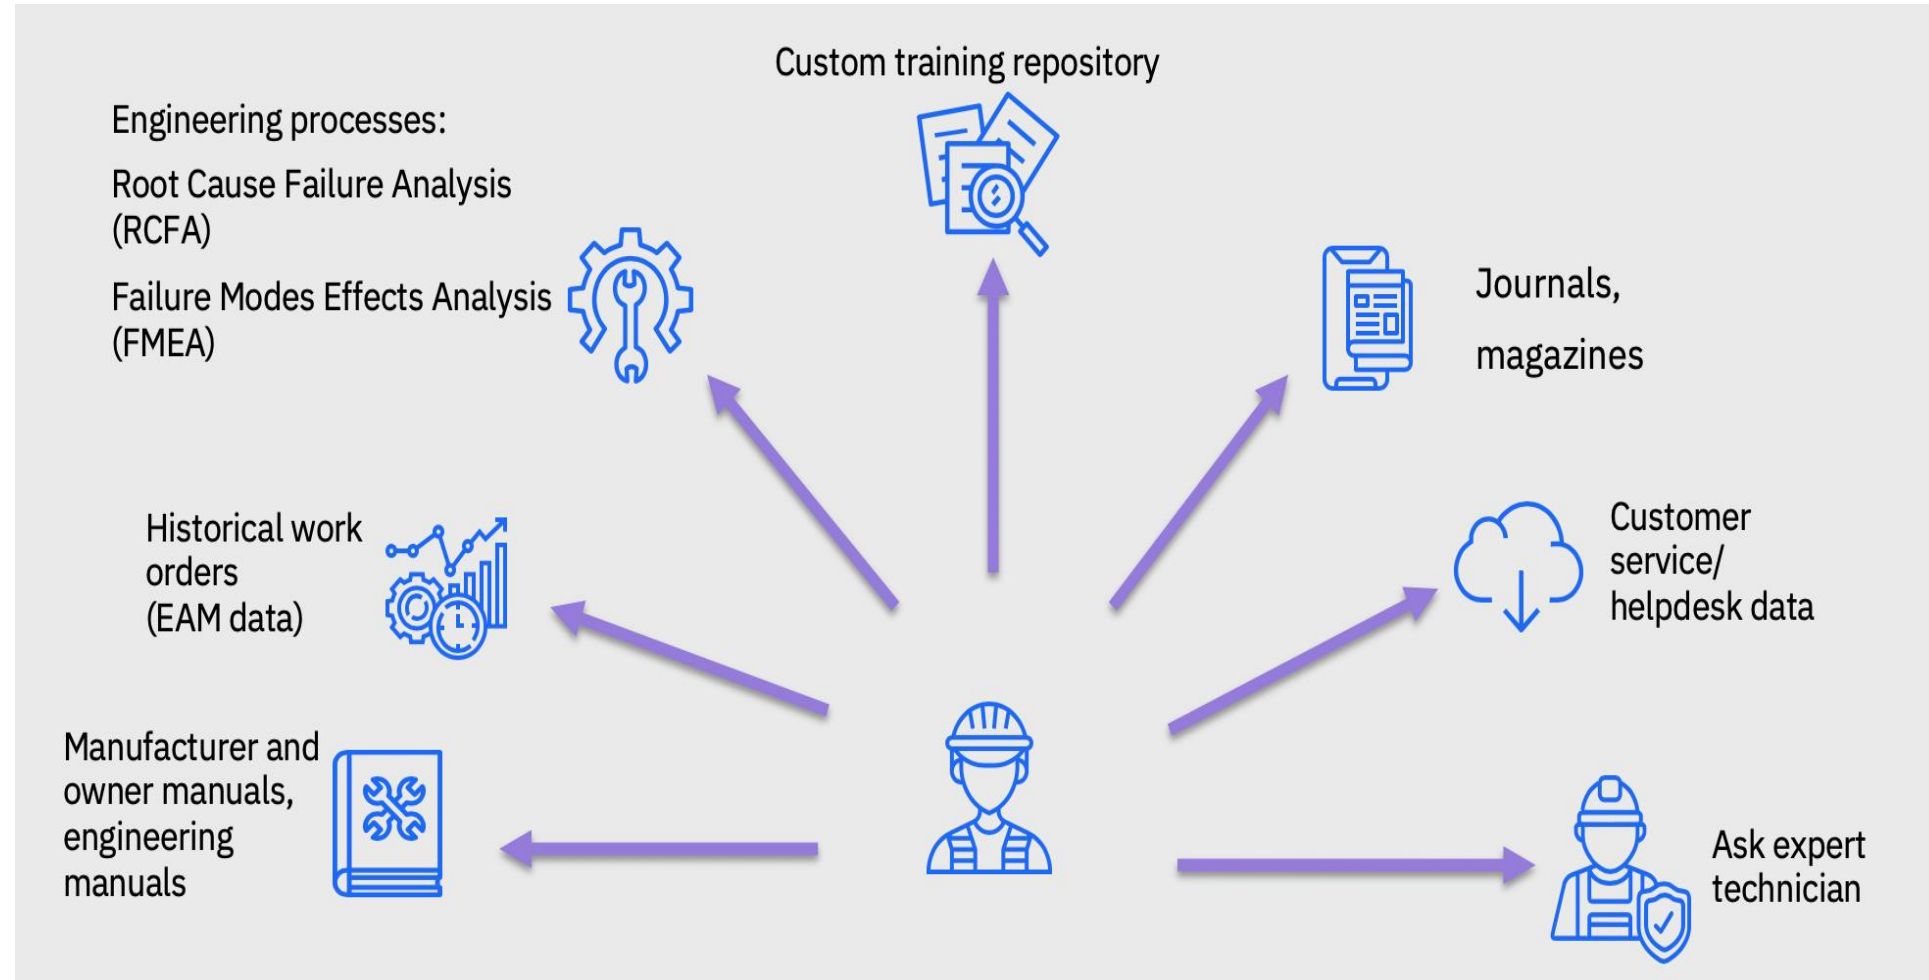 Custom training repository
Engineering processes:
Root Cause Failure Analysis
(RCFA)
Failure Modes Effects Analysis
(FMEA)
Journals,
magazines
Historical work
orders
(EAM data)
Customer
service/
helpdesk data
Manufacturer and
owner manuals,
engineering
manuals
Ask expert
technician